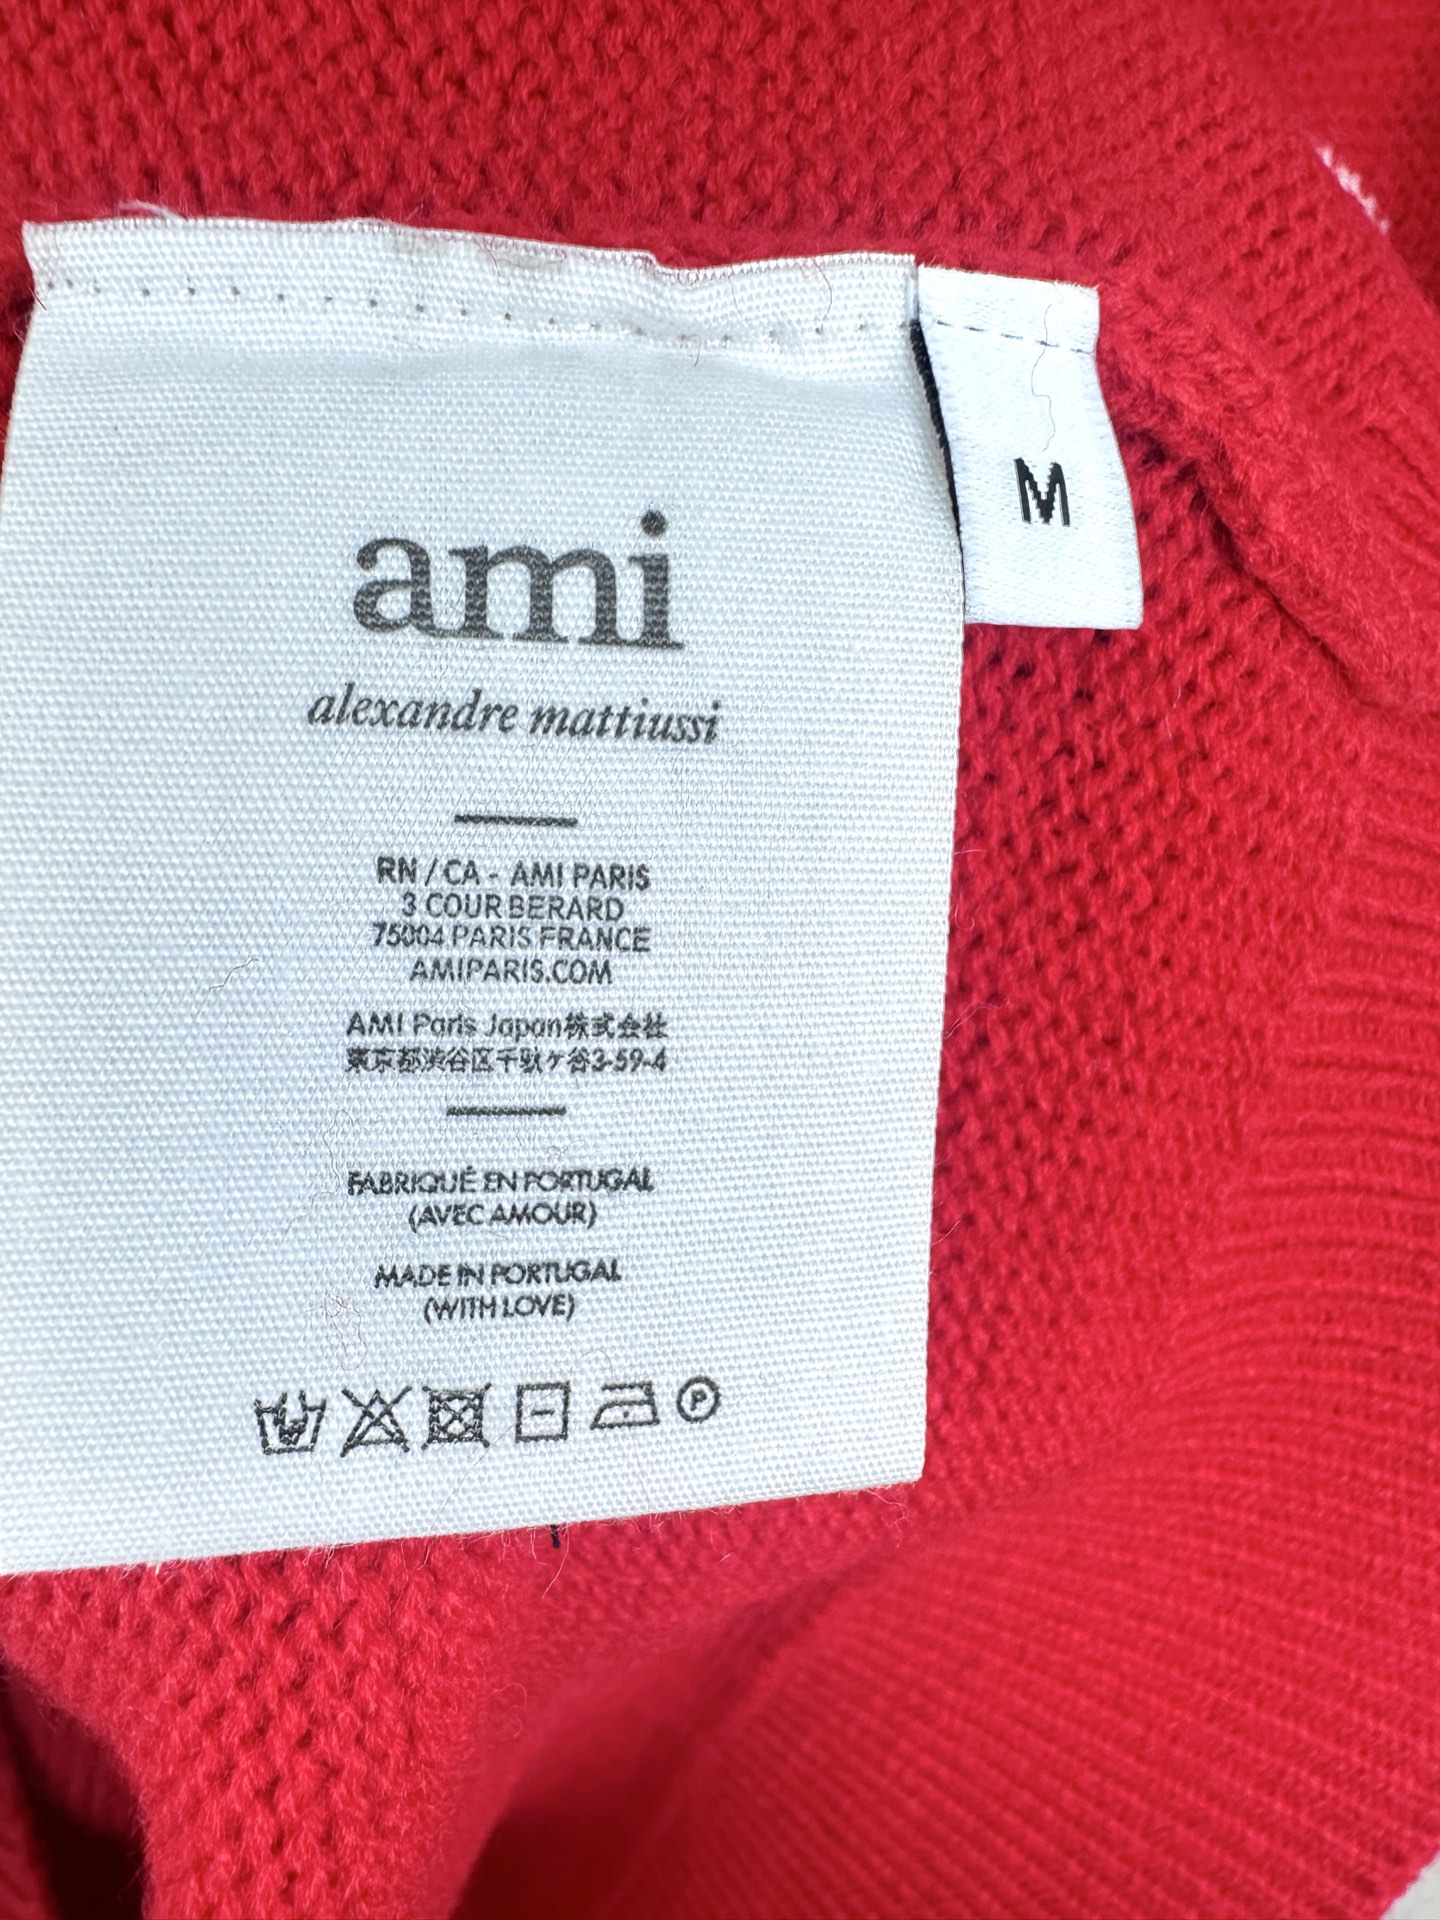 ami
M
alexandre mattiussi
RN / CA - AMI PARIS
3 COUR BERARD
75004 PARIS FRANCE
AMIPARIS.COM
AMI Paris Japan株式会社
東京都渋谷区千駄ヶ谷3-59-4
FABRIQUÉ EN PORTUGAL
(AVEC AMOUR)
MADE IN PORTUGAL
(WITH LOVE)
P